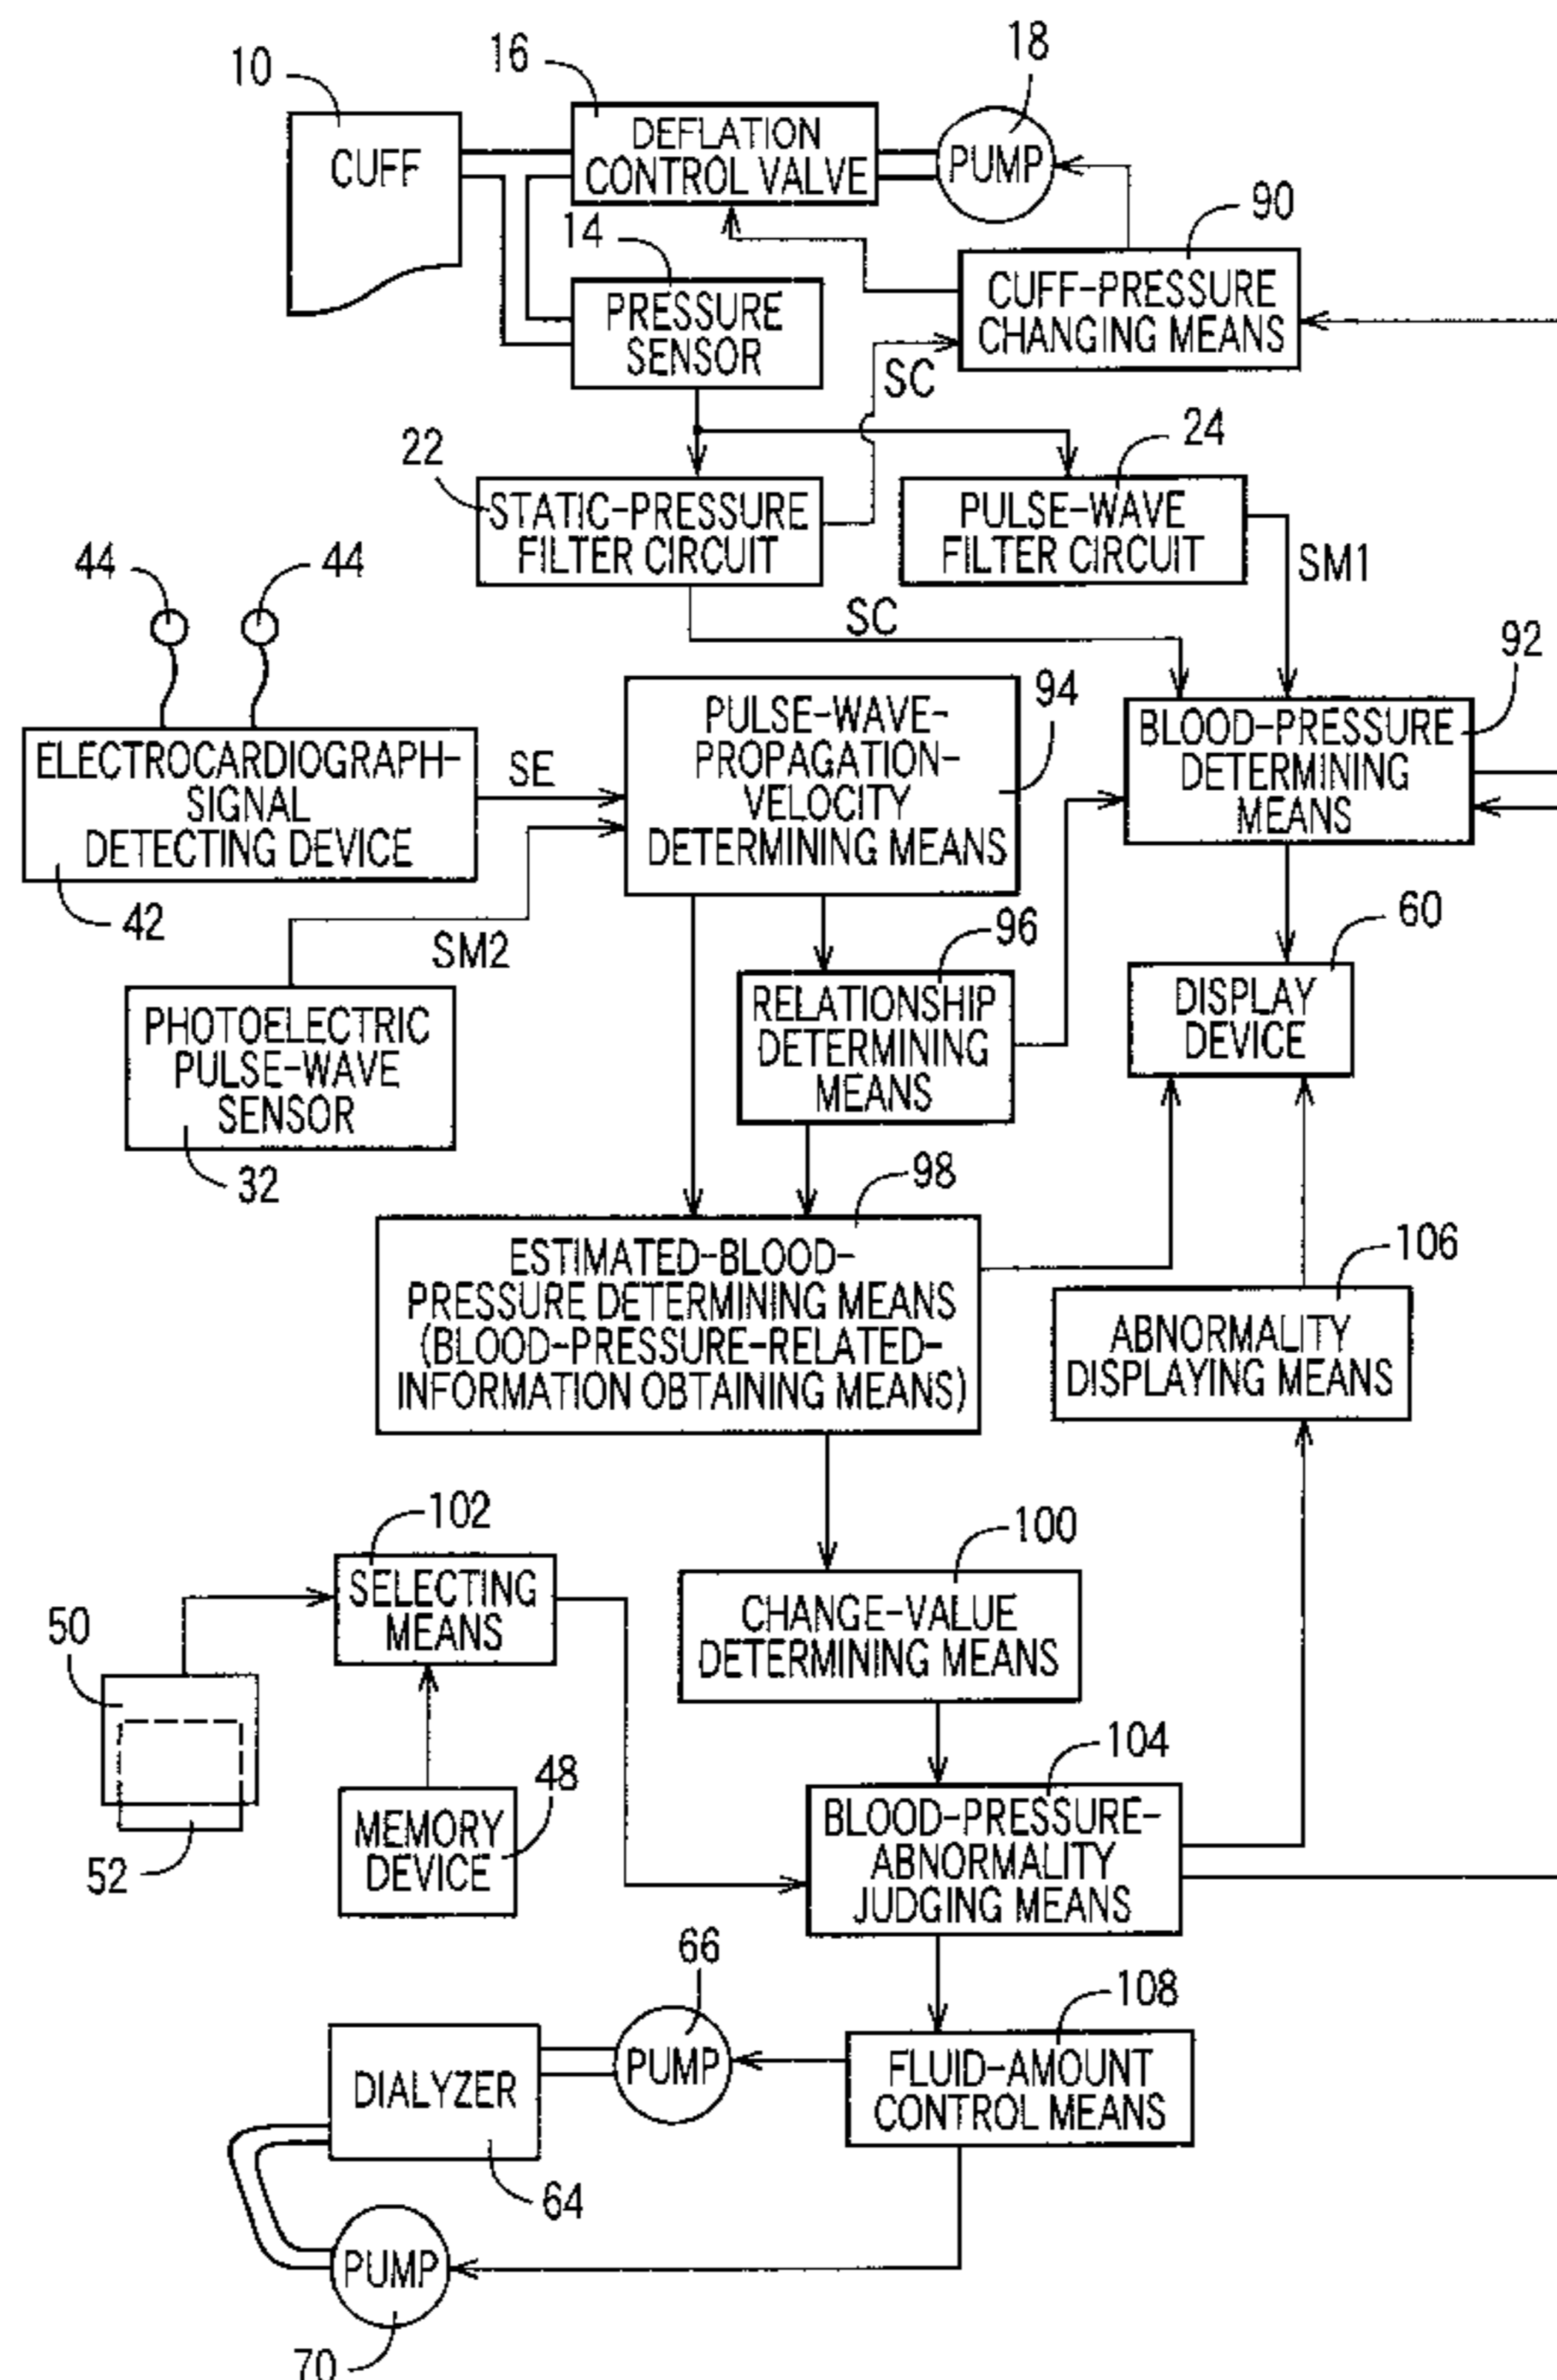 10
16
18
CUFF
DEFLATION
CONTROL VALVE
PUMP
90
14
PRESSURE
SENSOR
CUFF-PRESSURE
CHANGING MEANS
SC
22
24
STATIC-PRESSURE
FILTER CIRCUIT
PULSE-WAVE
FILTER CIRCUIT
SM1
44
44
SC
92
94
ELECTROCARDIOGRAPH-
SIGNAL
DETECTING DEVICE
SE
PULSE-WAVE-
PROPAGATION-
VELOCITY
DETERMINING MEANS
BLOOD-PRESSURE
DETERMINING
MEANS
42
SM2
96
60
PHOTOELECTRIC
PULSE-WAVE
SENSOR
RELATIONSHIP
DETERMINING
MEANS
DISPLAY
DEVICE
32
98
ESTIMATED-BLOOD-
PRESSURE DETERMINING MEANS
(BLOOD-PRESSURE-RELATED-
INFORMATION OBTAINING MEANS)
106
ABNORMALITY
DISPLAYING MEANS
102
100
SELECTING
MEANS
50
CHANGE-VALUE
DETERMINING MEANS
104
48
MEMORY
DEVICE
52
BLOOD-PRESSURE-
ABNORMALITY
JUDGING MEANS
66
108
DIALYZER
PUMP
FLUID-AMOUNT
CONTROL MEANS
64
PUMP
70